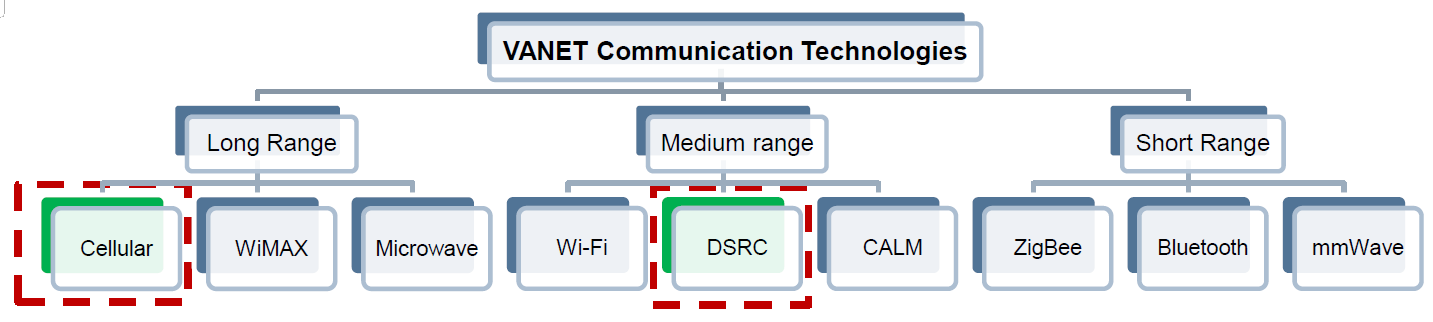 VANET Communication Technologies
Long Range
Medium range
Short Range
Cellular
WiMAX
Microwave
Wi-Fi
DSRC
CALM
ZigBee
Bluetooth
mmWave